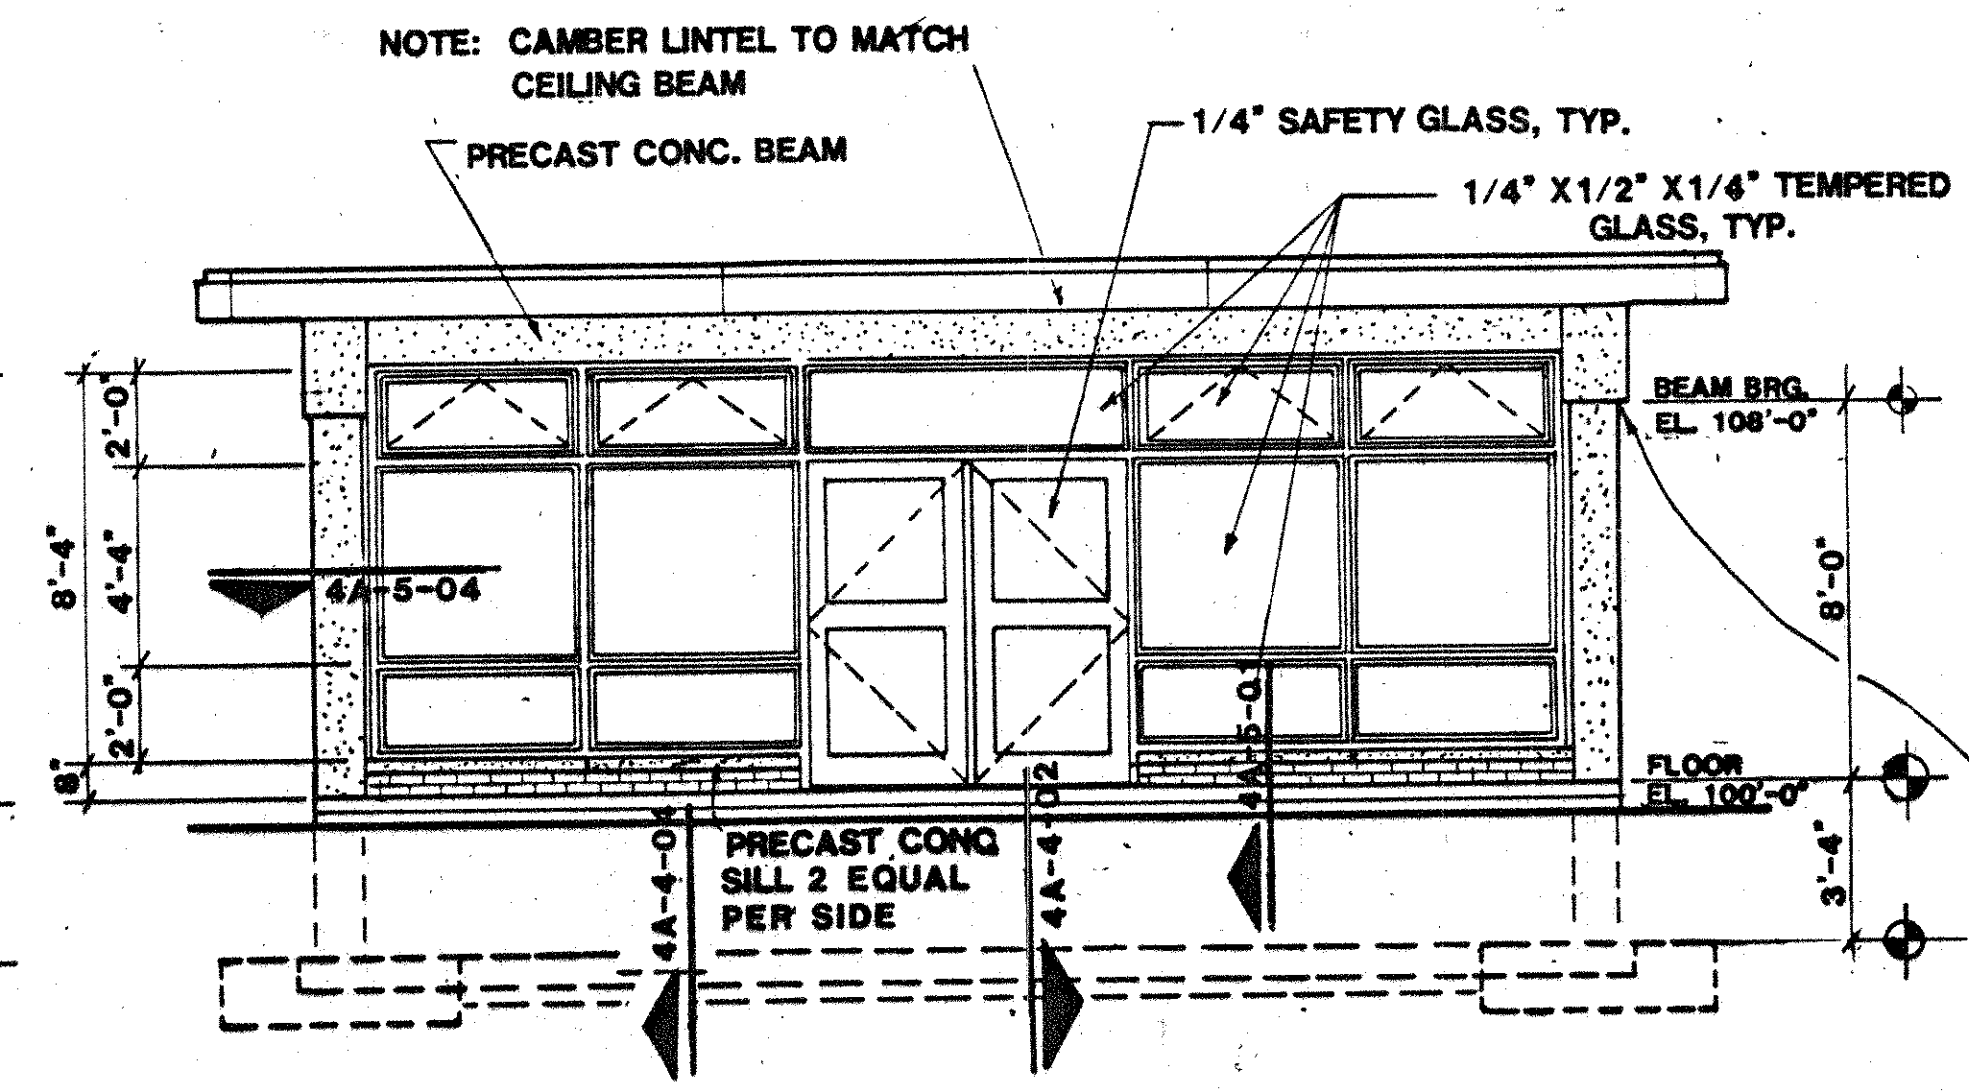 NOTE: CAMBER LINTEL TO MATCH
CEILING BEAM
PRECAST CONC. BEAM
1/4" SAFETY GLASS, TYP.
1/4" X 1/2" X 1/4" TEMPERED
GLASS, TYP.
BEAM BRG.
EL. 108'-0"
2'-0"
8'-4"
4'-4"
2'-0"
8"
4A-5-04
8'-0"
4A-5-01
FLOOR
EL. 100'-0"
3'-4"
4A-4-04
PRECAST CONC
SILL 2 EQUAL
PER SIDE
4A-4-02